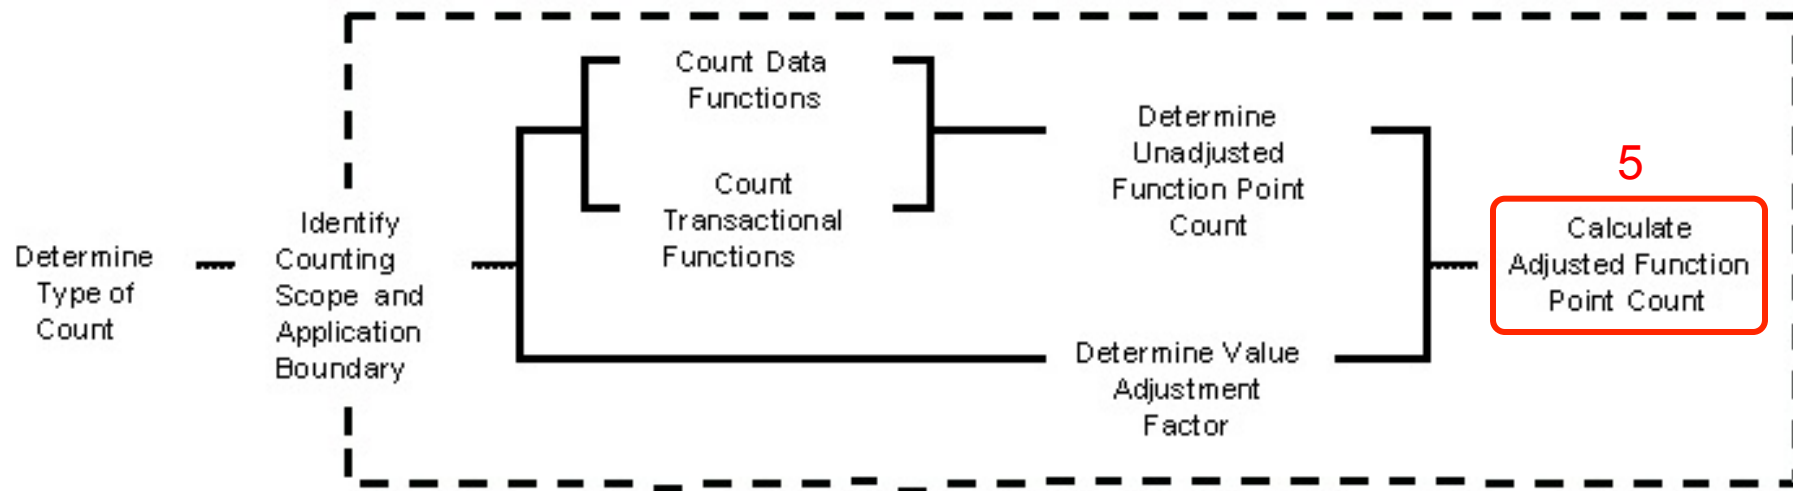 Determine
Type of
Count
Identify
Counting
Scope and
Application
Boundary
Count Data
Functions
Count
Transactional
Functions
Determine
Unadjusted
Function Point
Count
Determine Value
Adjustment
Factor
5
Calculate
Adjusted Function
Point Count